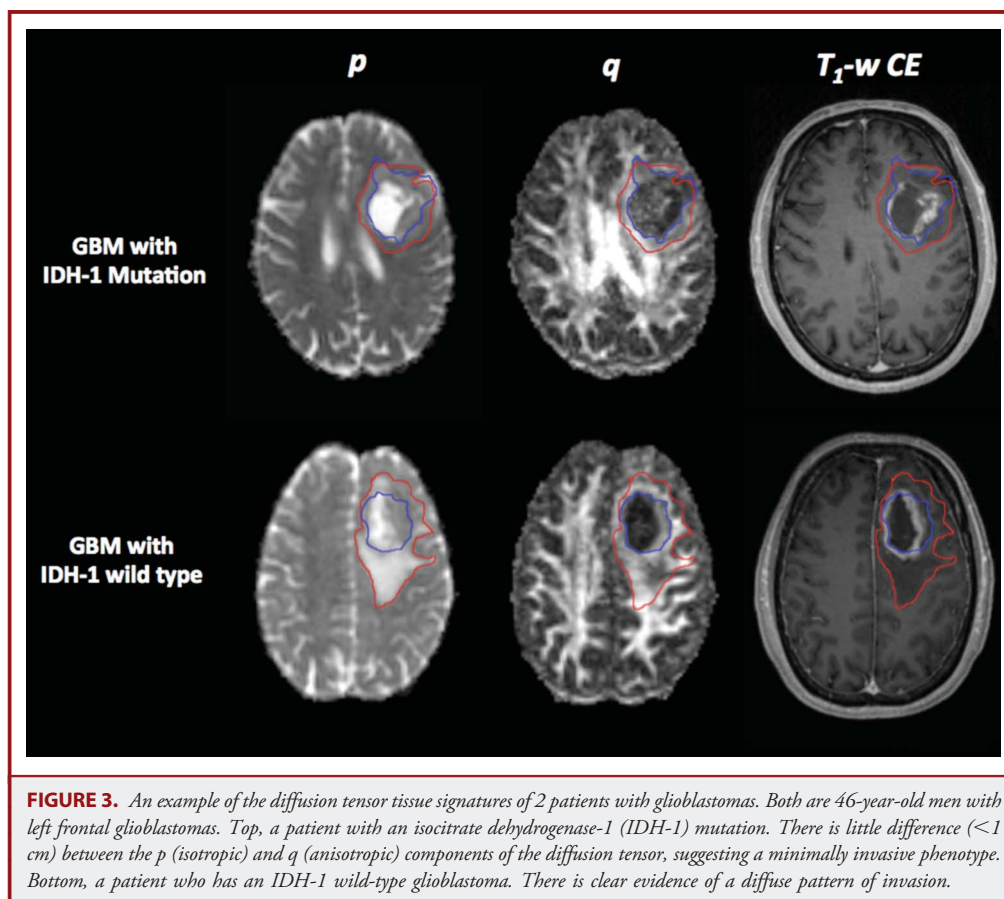 p q T₁-w CE
GBM with
IDH-1 Mutation
GBM with
IDH-1 wild type
FIGURE 3. An example of the diffusion tensor tissue signatures of 2 patients with glioblastomas. Both are 46-year-old men with
left frontal glioblastomas. Top, a patient with an isocitrate dehydrogenase-1 (IDH-1) mutation. There is little difference (<1
cm) between the p (isotropic) and q (anisotropic) components of the diffusion tensor, suggesting a minimally invasive phenotype.
Bottom, a patient who has an IDH-1 wild-type glioblastoma. There is clear evidence of a diffuse pattern of invasion.